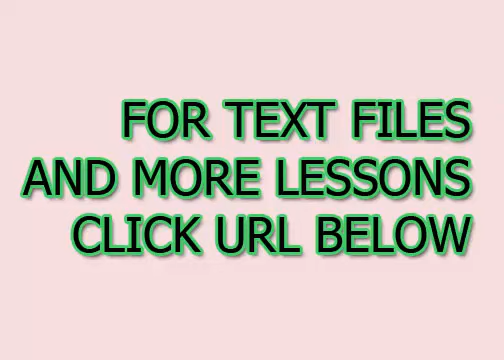 FOR TEXT FILES
AND MORE LESSONS
CLICK URL BELOW